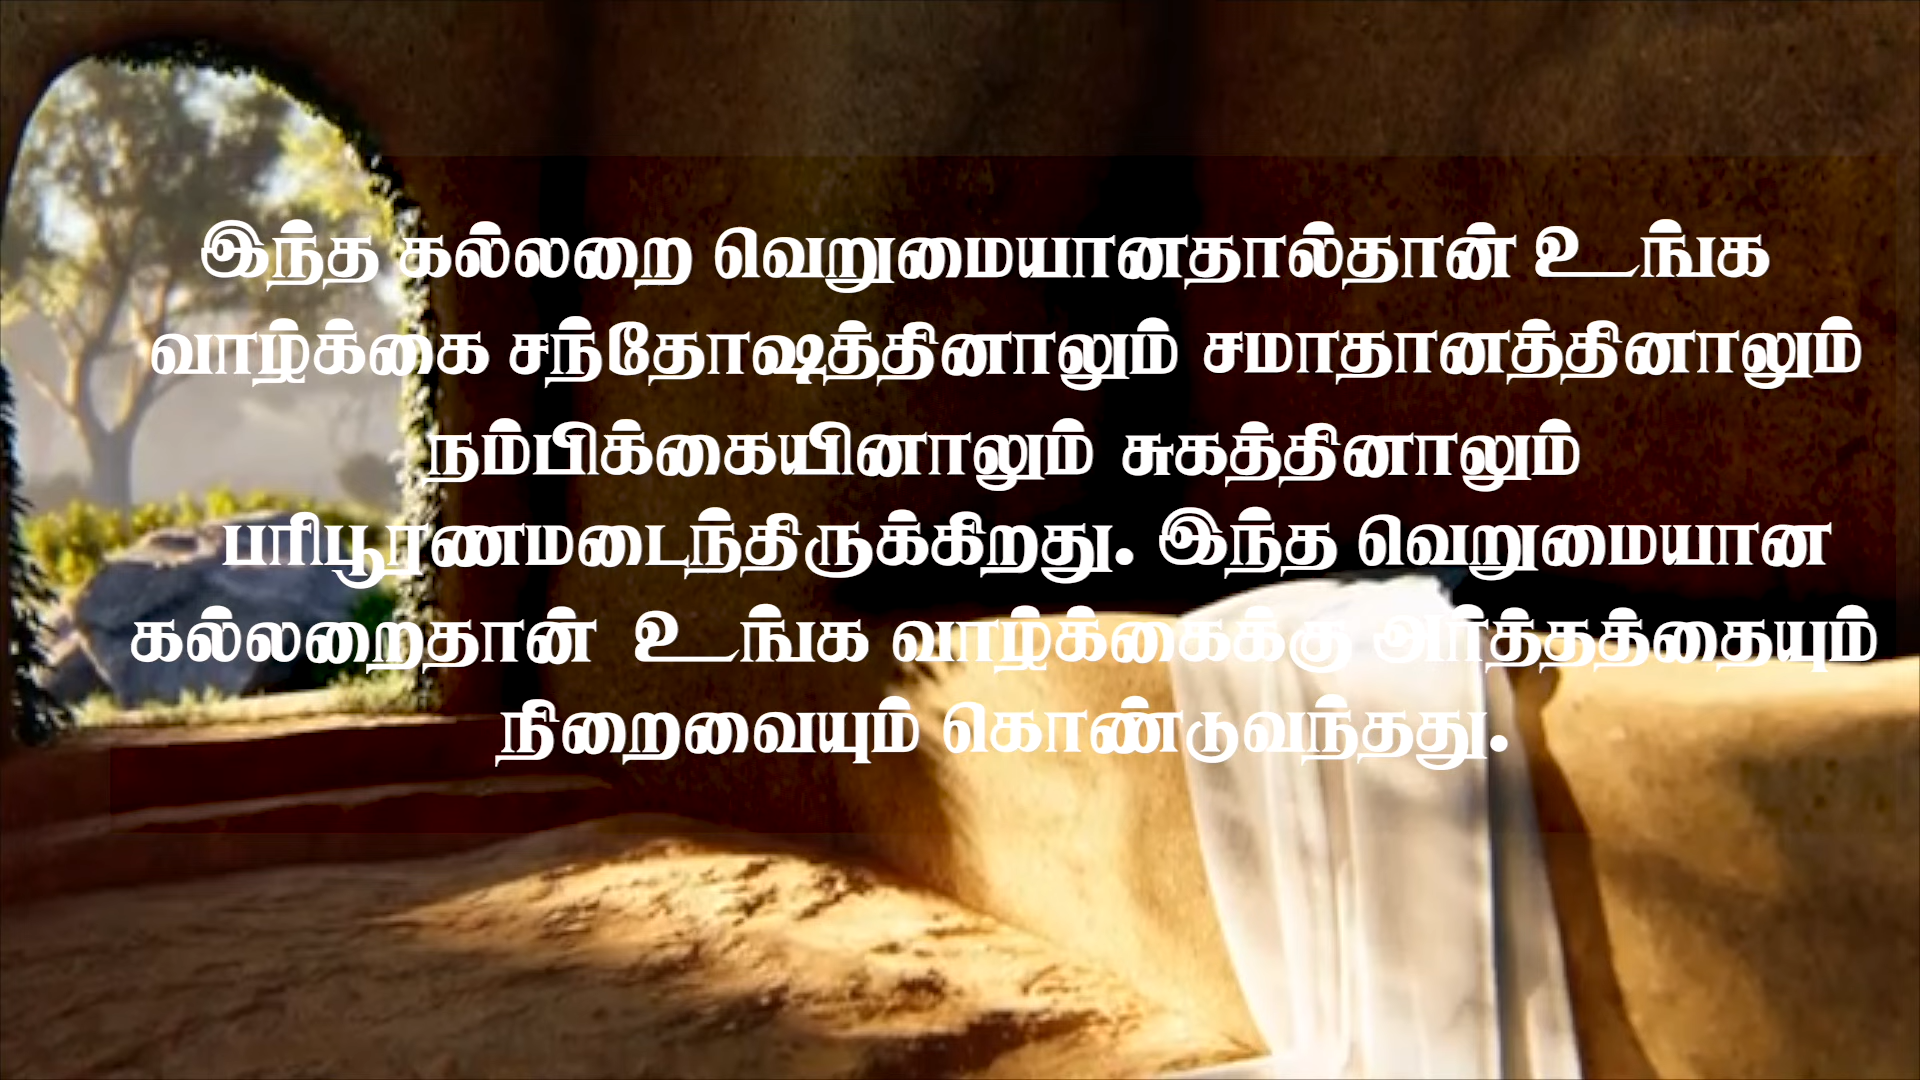 இந்த கல்லறை வெறுமையானதால்தான் உங்க
வாழ்க்கை சந்தோஷத்தினாலும் சமாதானத்தினாலும்
நம்பிக்கையினாலும் சுகத்தினாலும்
பரிபூரணமடைந்திருக்கிறது. இந்த வெறுமையான
கல்லறைதான் உங்க வாழ்க்கைக்கு அர்த்தத்தையும்
நிறைவையும் கொண்டுவந்தது.